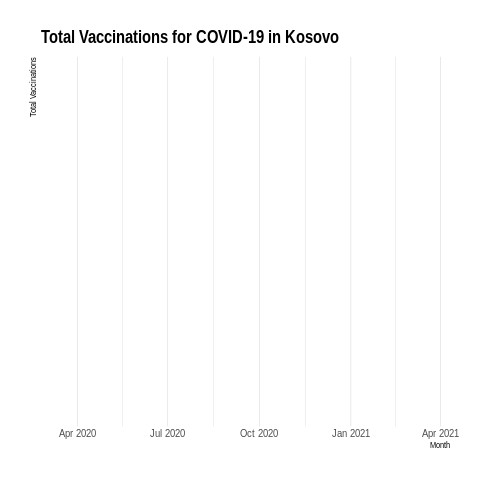 Total Vaccinations for COVID-19 in Kosovo
Total Vaccinations
Apr 2020
Jul 2020
Oct 2020
Jan 2021
Apr 2021
Month